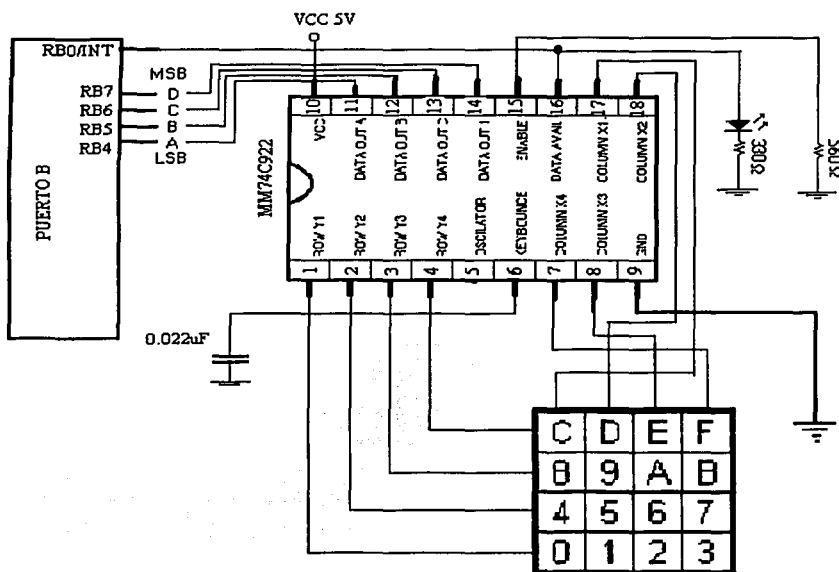 VCC 5V
PUERTO B
RB0/INT
RB7
RB6
RB5
RB4
MSB
D
C
B
A
LSB
MM74C922
10
11
12
13
14
15
16
17
18
VCC
DATA OUT A
DATA OUT B
DATA OUT C
ENABLE
DATA AVAIL
COLUMN X1
COLUMN X2
ROW Y1
ROW Y2
ROW Y3
ROW Y4
OSCILATOR
KEYBOUNCE
COLUMN X4
COLUMN X3
GND
1
2
3
4
5
6
7
8
9
330Ω
0.022uF
C D E F
8 9 A B
4 5 6 7
0 1 2 3